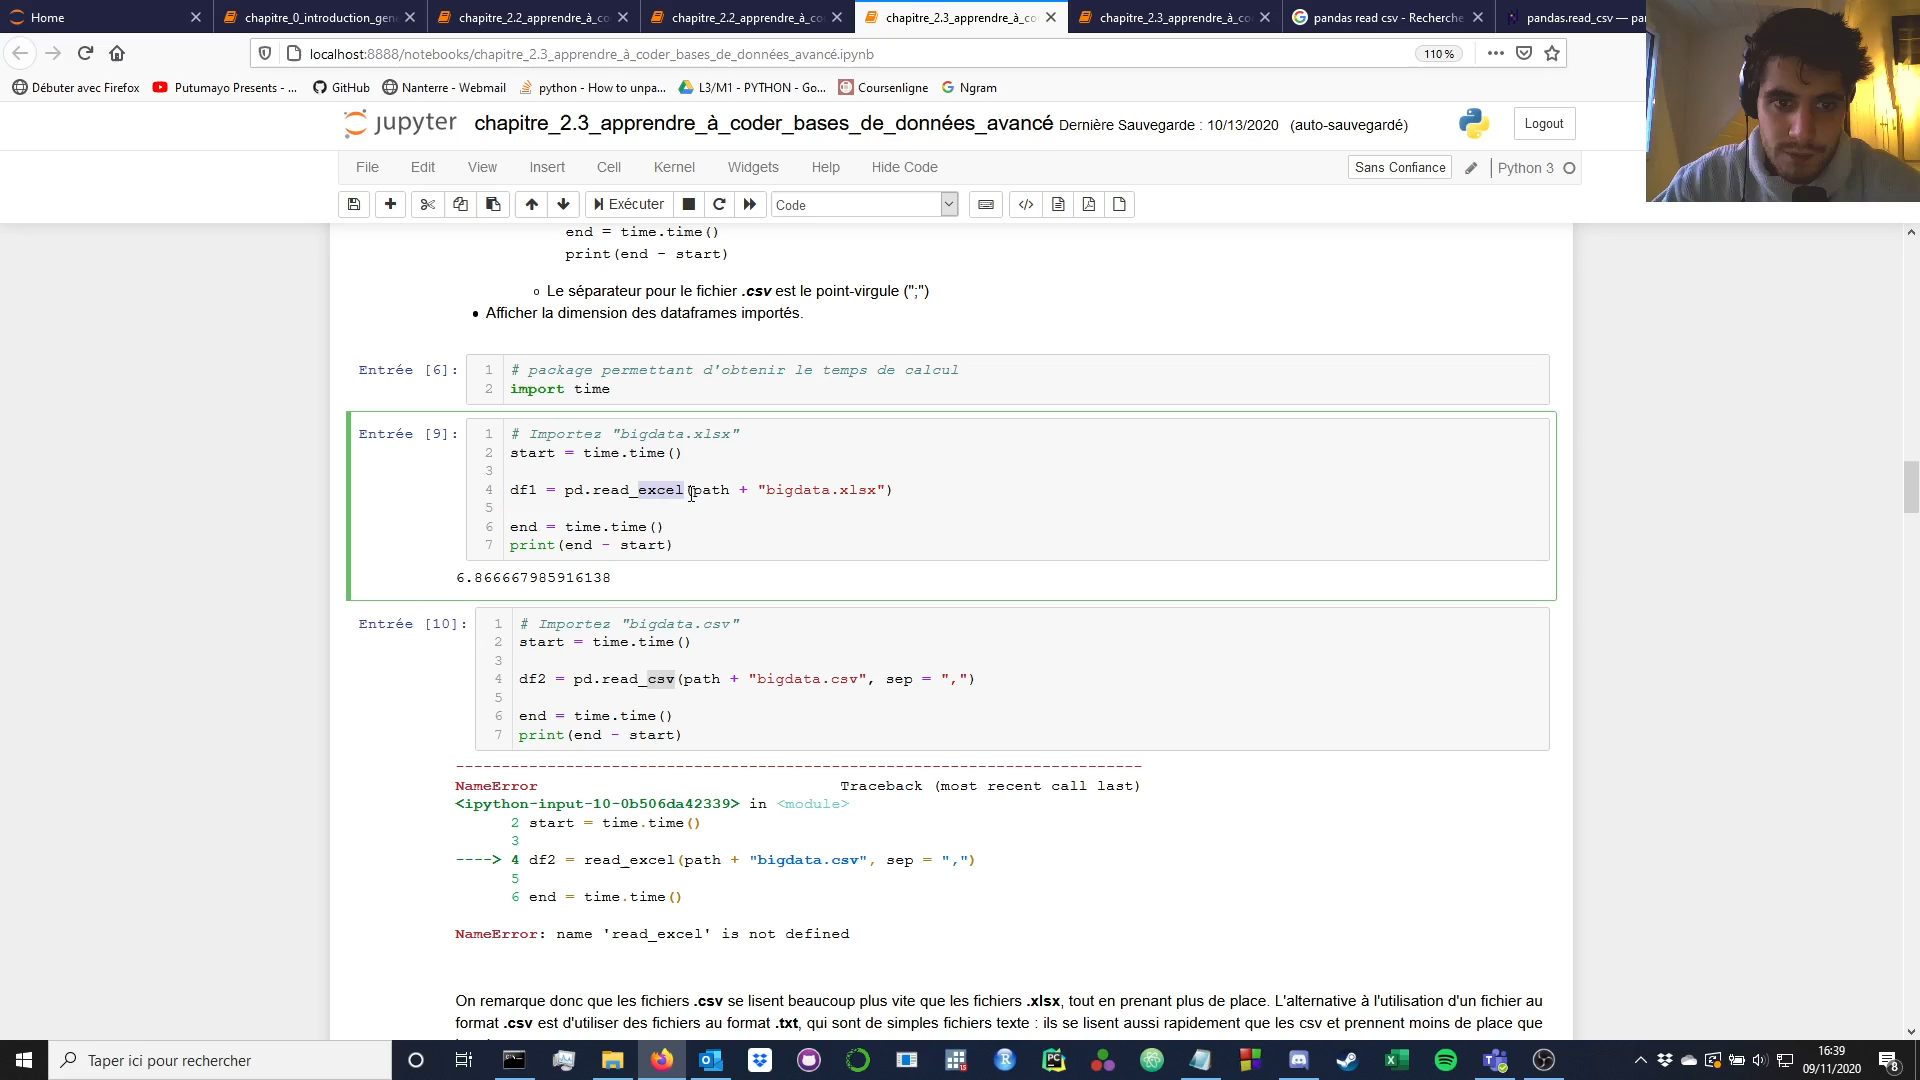 Home
chapitre_0_introduction_gen
chapitre_2.2_apprendre_à_co
chapitre_2.2_apprendre_à_co
chapitre_2.3_apprendre_à_co
chapitre_2.3_apprendre_à_co
pandas read csv - Recherche
pandas.read_csv — pan
localhost:8888/notebooks/chapitre_2.3_apprendre_à_coder_bases_de_données_avancé.ipynb
110 %
Débuter avec Firefox
Putumayo Presents - ...
GitHub
Nanterre - Webmail
python - How to unpa...
L3/M1 - PYTHON - Go...
Coursenligne
Ngram
jupyter
chapitre_2.3_apprendre_à_coder_bases_de_données_avancé Dernière Sauvegarde : 10/13/2020 (auto-sauvegardé)
Logout
File Edit View Insert Cell Kernel Widgets Help Hide Code
Sans Confiance
Python 3
Exécuter
Code
end = time.time()
print(end - start)
Le séparateur pour le fichier .csv est le point-virgule (";")
Afficher la dimension des dataframes importés.
Entrée [6]:
1 # package permettant d'obtenir le temps de calcul
2 import time
Entrée [9]:
1 # Importez "bigdata.xlsx"
2 start = time.time()
3
4 df1 = pd.read_excel(path + "bigdata.xlsx")
5
6 end = time.time()
7 print(end - start)
6.866667985916138
Entrée [10]:
1 # Importez "bigdata.csv"
2 start = time.time()
3
4 df2 = pd.read_csv(path + "bigdata.csv", sep = ",")
5
6 end = time.time()
7 print(end - start)
---------------------------------------------------------------------------
NameError Traceback (most recent call last)
<ipython-input-10-0b506da42339> in <module>
2 start = time.time()
3
----> 4 df2 = read_excel(path + "bigdata.csv", sep = ",")
5
6 end = time.time()
NameError: name 'read_excel' is not defined
On remarque donc que les fichiers .csv se lisent beaucoup plus vite que les fichiers .xlsx, tout en prenant plus de place. L'alternative à l'utilisation d'un fichier au
format .csv est d'utiliser des fichiers au format .txt, qui sont de simples fichiers texte : ils se lisent aussi rapidement que les csv et prennent moins de place que
Taper ici pour rechercher
16:39
09/11/2020
8